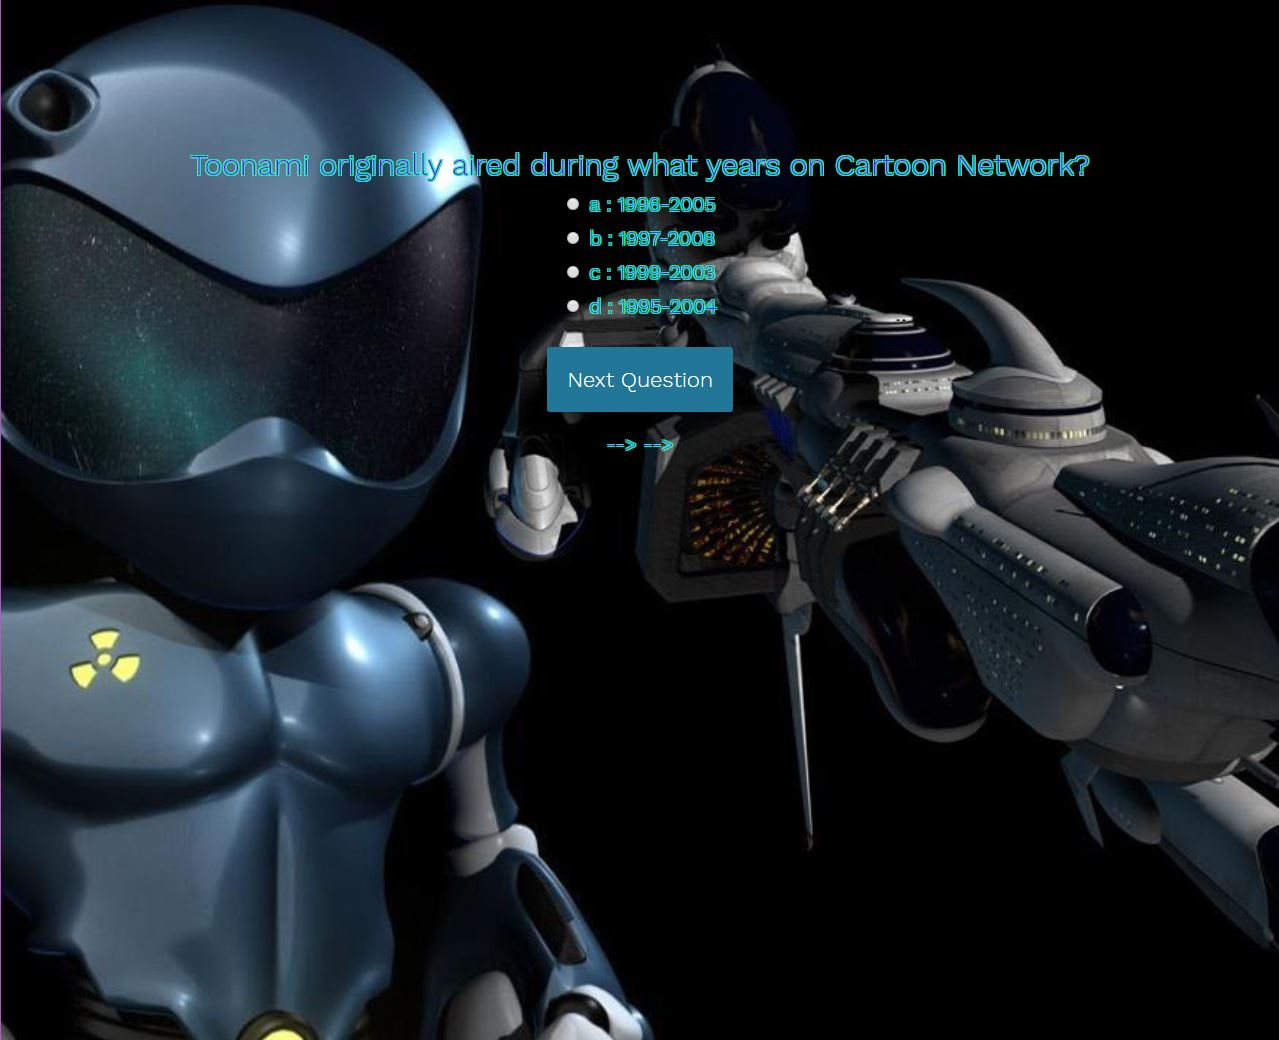 Toonami originally aired during what years on Cartoon Network?
a : 1996-2005
b : 1997-2008
c : 1999-2003
d : 1995-2004
Next Question
--> -->